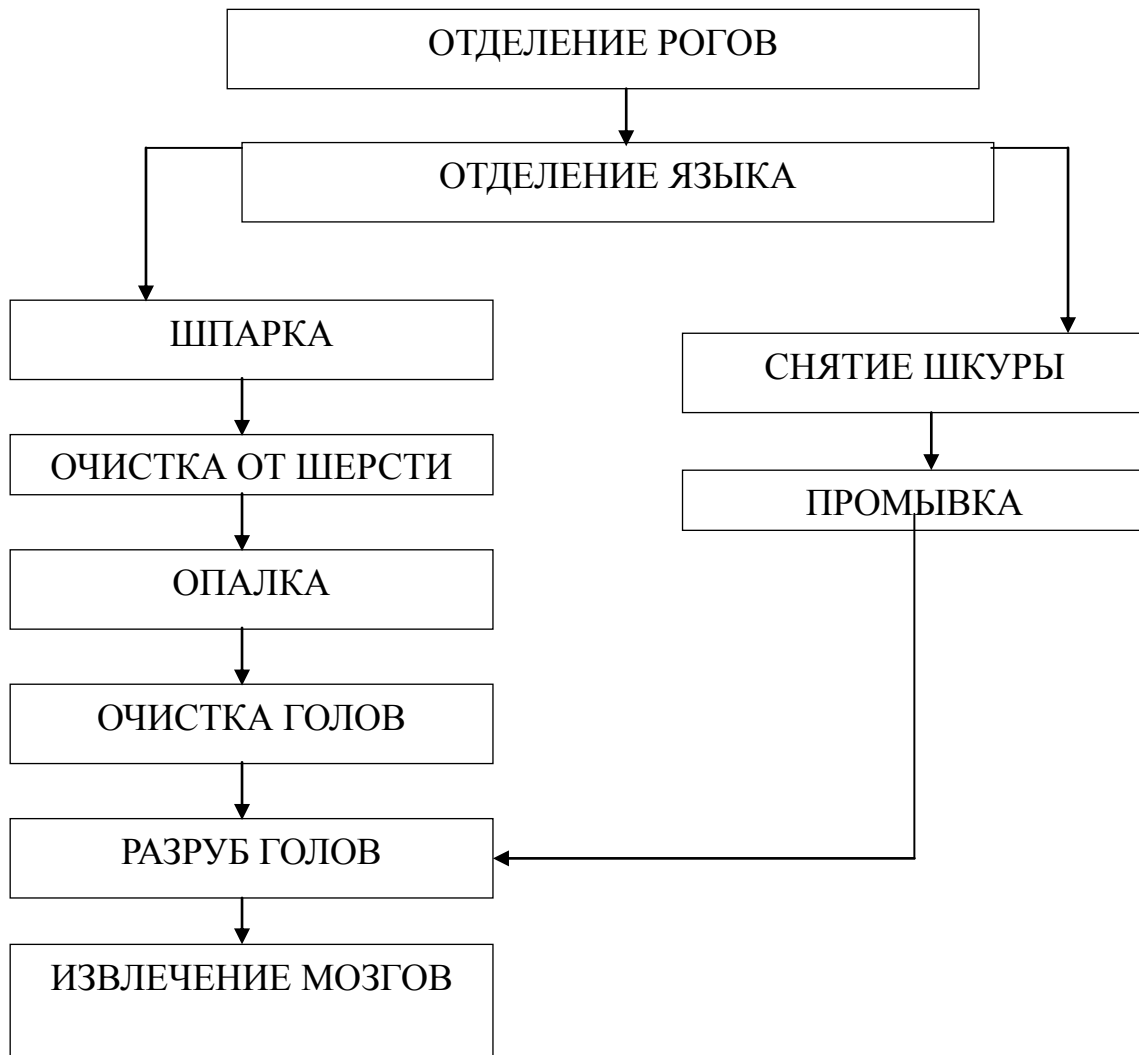 ОТДЕЛЕНИЕ РОГОВ
ОТДЕЛЕНИЕ ЯЗЫКА
ШПАРКА
СНЯТИЕ ШКУРЫ
ОЧИСТКА ОТ ШЕРСТИ
ПРОМЫВКА
ОПАЛКА
ОЧИСТКА ГОЛОВ
РАЗРУБ ГОЛОВ
ИЗВЛЕЧЕНИЕ МОЗГОВ